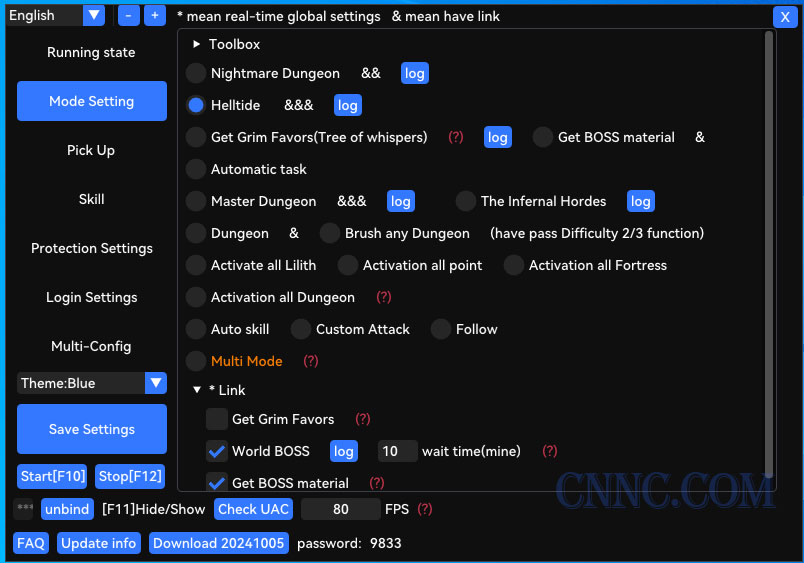 English - + * mean real-time global settings & mean have link X
Running state
Mode Setting
Pick Up
Skill
Protection Settings
Login Settings
Multi-Config
Theme:Blue
Save Settings
Start[F10] Stop[F12]
Toolbox
Nightmare Dungeon && log
Helltide &&& log
Get Grim Favors(Tree of whispers) (?) log Get BOSS material &
Automatic task
Master Dungeon &&& log The Infernal Hordes log
Dungeon & Brush any Dungeon (have pass Difficulty 2/3 function)
Activate all Lilith Activation all point Activation all Fortress
Activation all Dungeon (?)
Auto skill Custom Attack Follow
Multi Mode (?)
* Link
Get Grim Favors (?)
World BOSS log 10 wait time(mine) (?)
Get BOSS material (?)
CNNC.COM
*** unbind [F11]Hide/Show Check UAC 80 FPS (?)
FAQ Update info Download 20241005 password: 9833